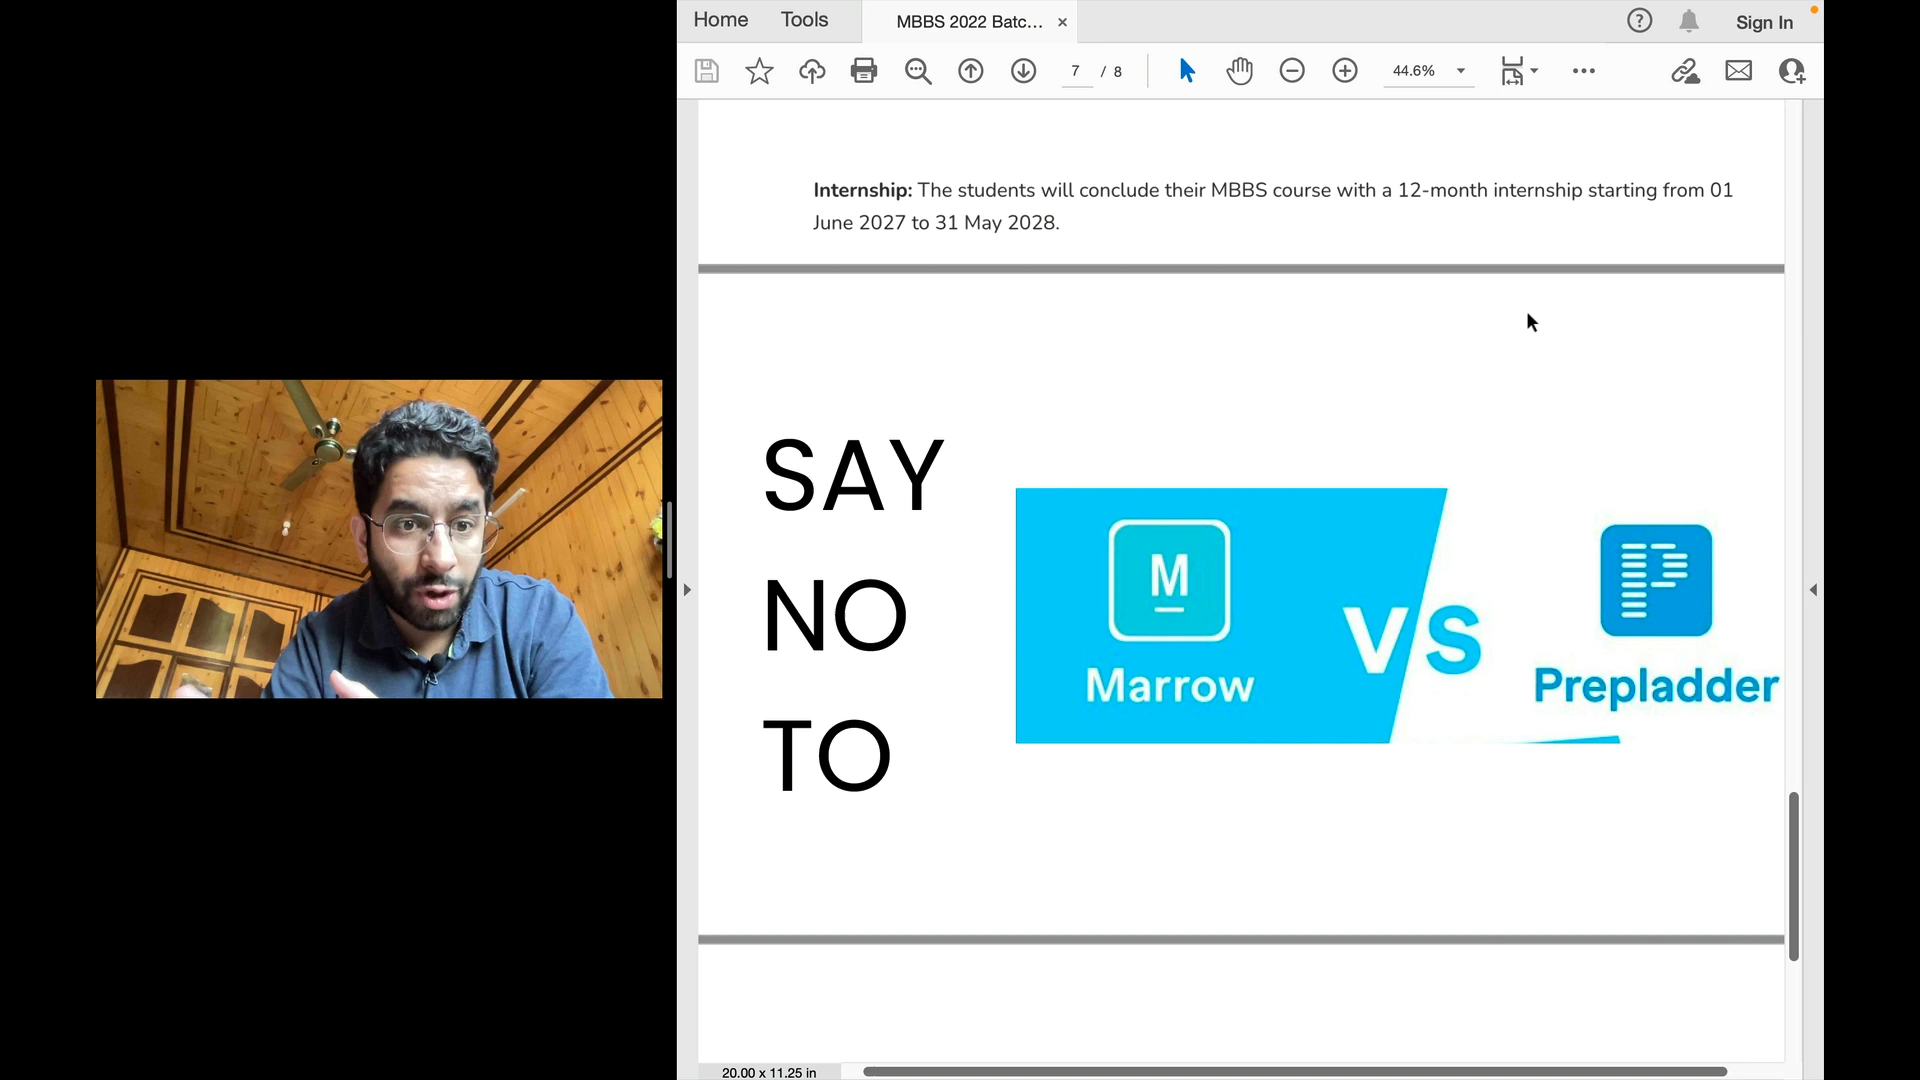 Home Tools MBBS 2022 Batc... × Sign In
7 / 8 44.6%
Internship: The students will conclude their MBBS course with a 12-month internship starting from 01
June 2027 to 31 May 2028.
SAY
NO
TO
M
Marrow
VS
P
Prepladder
20.00 x 11.25 in